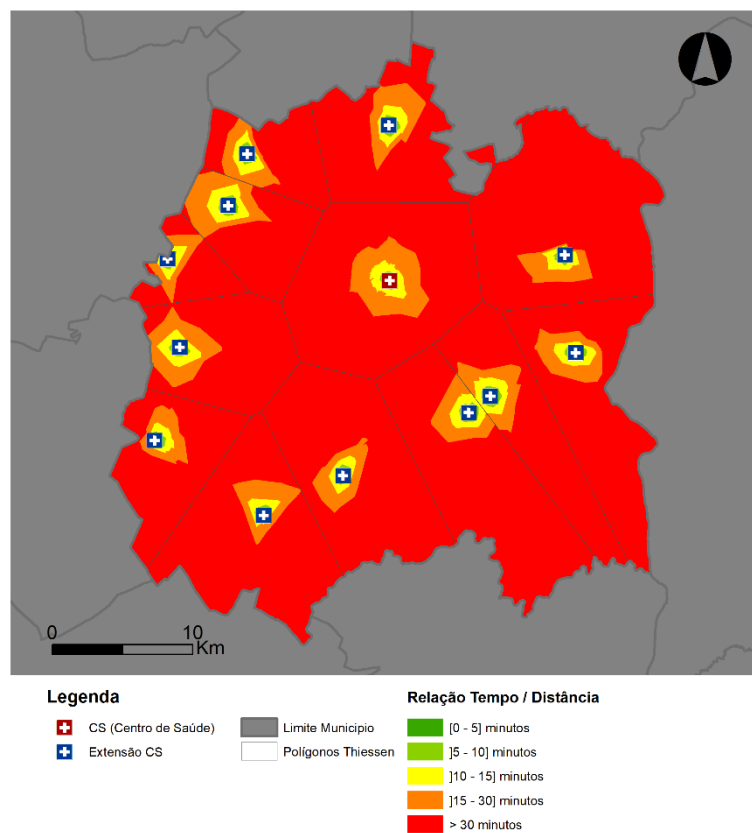 0 10
Km
Legenda
CS (Centro de Saúde)
Extensão CS
Limite Municipio
Polígonos Thiessen
Relação Tempo / Distância
]0 - 5] minutos
]5 - 10] minutos
]10 - 15] minutos
]15 - 30] minutos
> 30 minutos